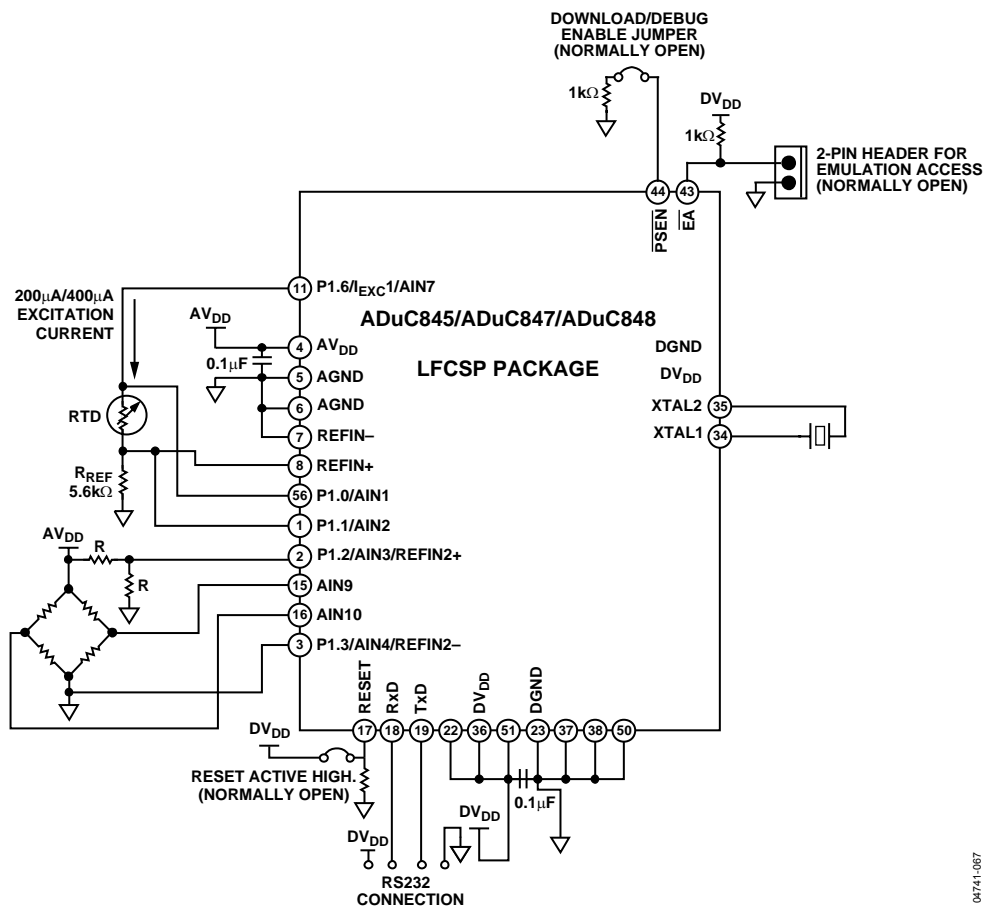 DOWNLOAD/DEBUG
ENABLE JUMPER
(NORMALLY OPEN)
1kΩ
DVDD
1kΩ
2-PIN HEADER FOR
EMULATION ACCESS
(NORMALLY OPEN)
44
43
PSEN
EA
200μA/400μA
EXCITATION
CURRENT
11 P1.6/IEXC1/AIN7
ADuC845/ADuC847/ADuC848
LFCSP PACKAGE
AVDD
4 AVDD
0.1μF
5 AGND
6 AGND
7 REFIN–
8 REFIN+
56 P1.0/AIN1
1 P1.1/AIN2
2 P1.2/AIN3/REFIN2+
15 AIN9
16 AIN10
3 P1.3/AIN4/REFIN2–
DGND
DVDD
XTAL2 35
XTAL1 34
RTD
RREF
5.6kΩ
AVDD
R
R
RESET
RxD
TxD
DVDD
DGND
17 18 19 22 36 51 23 37 38 50
DVDD
RESET ACTIVE HIGH.
(NORMALLY OPEN)
0.1μF
DVDD
DVDD
RS232
CONNECTION
04741-067